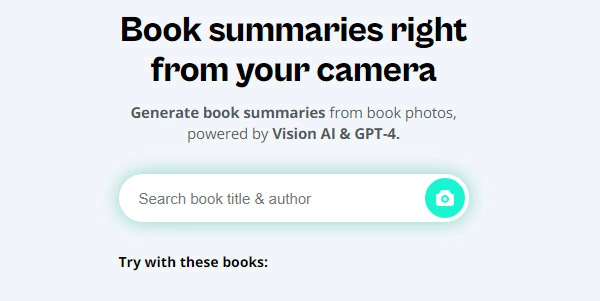 Book summaries right
from your camera
Generate book summaries from book photos,
powered by Vision AI & GPT-4.
Search book title & author
Try with these books: